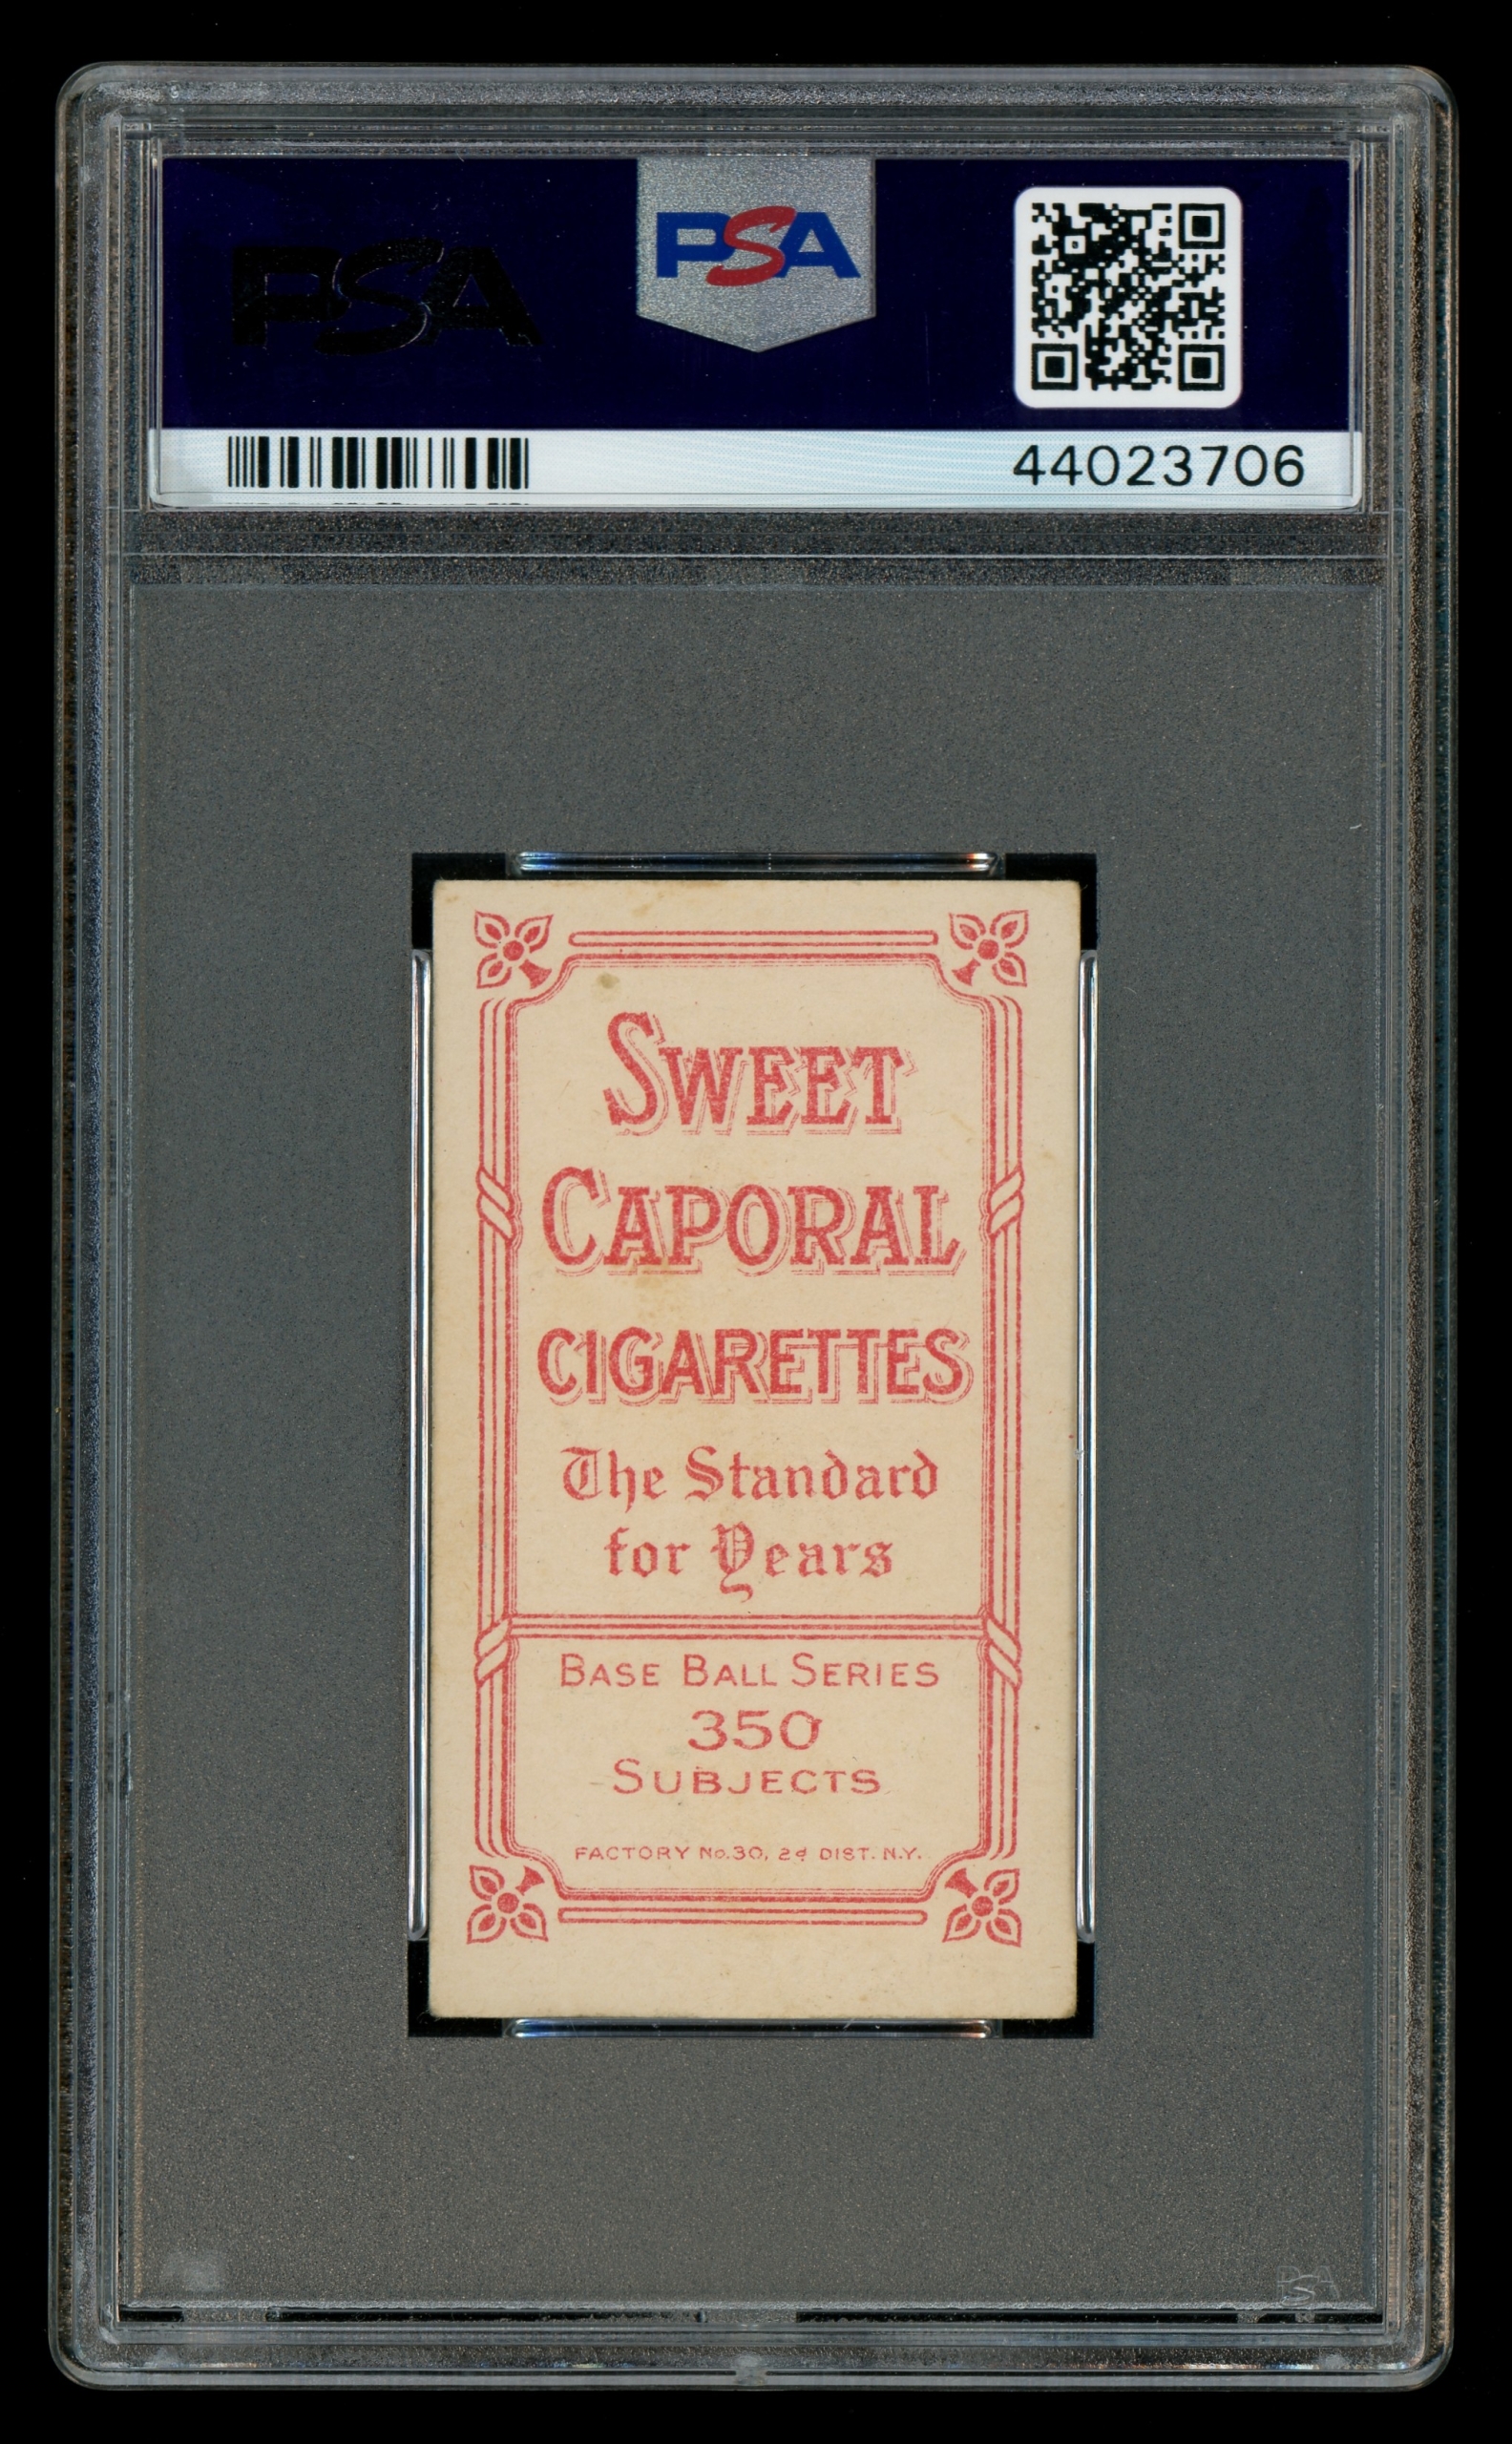 PSA
PSA
44023706
SWEET
CAPORAL
CIGARETTES
The Standard
for Years
BASE BALL SERIES
350
SUBJECTS
FACTORY No. 30, 2d DIST. N.Y.
PSA